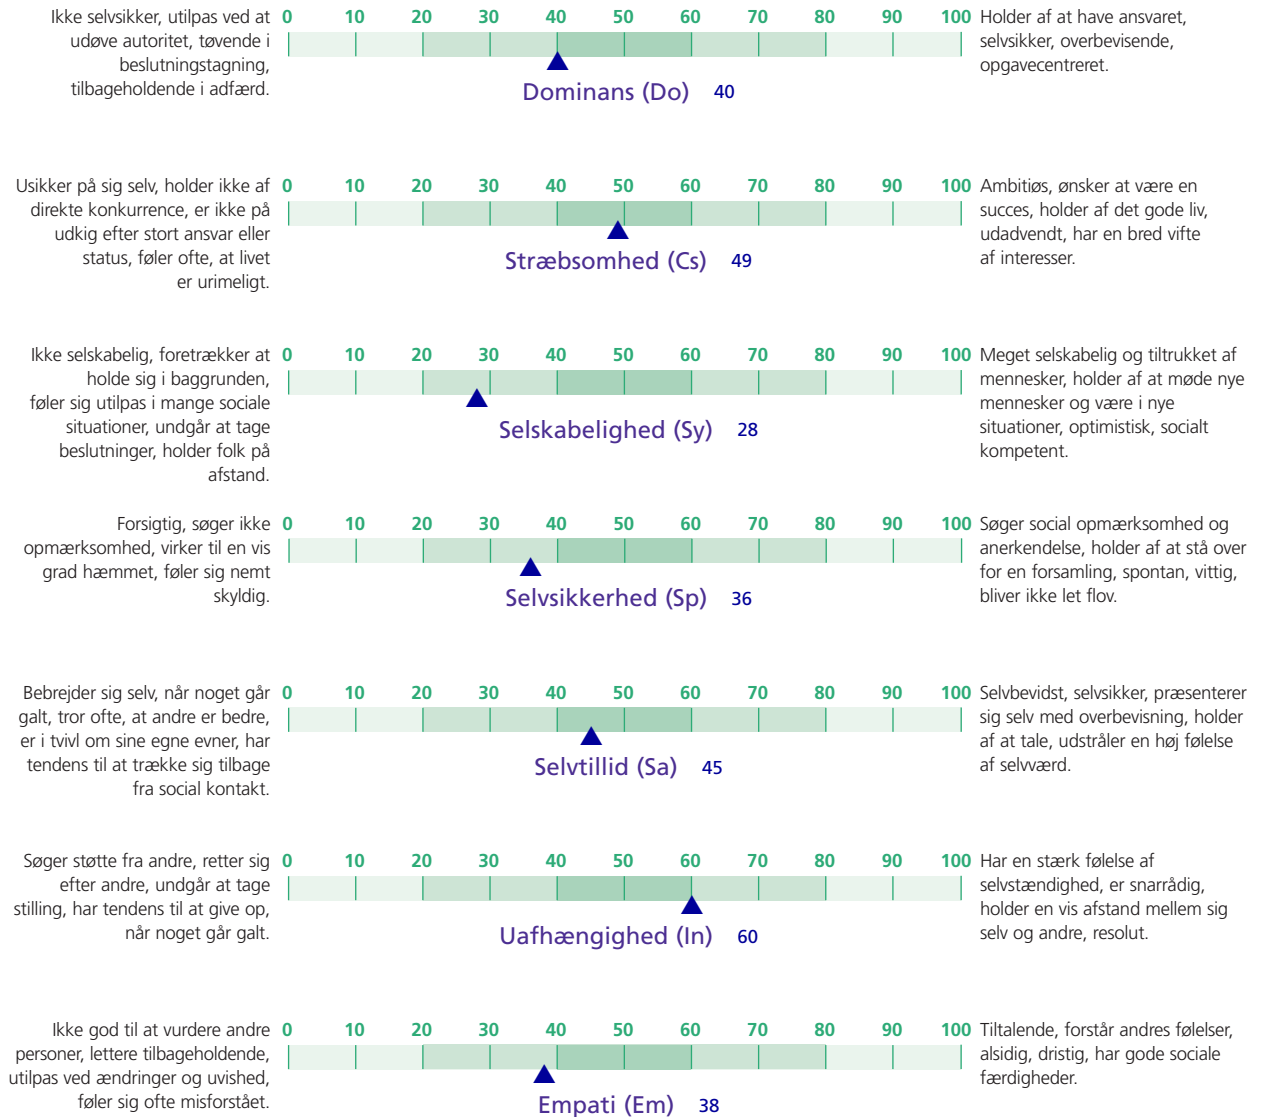 Ikke selvsikker, utilpas ved at
udøve autoritet, tøvende i
beslutningstagning,
tilbageholdende i adfærd.
0 10 20 30 40 50 60 70 80 90 100
Dominans (Do) 40
Holder af at have ansvaret,
selvsikker, overbevisende,
opgavecentreret.
Usikker på sig selv, holder ikke af
direkte konkurrence, er ikke på
udkig efter stort ansvar eller
status, føler ofte, at livet
er urimeligt.
0 10 20 30 40 50 60 70 80 90 100
Stræbsomhed (Cs) 49
Ambitiøs, ønsker at være en
succes, holder af det gode liv,
udadvendt, har en bred vifte
af interesser.
Ikke selskabelig, foretrækker at
holde sig i baggrunden,
føler sig utilpas i mange sociale
situationer, undgår at tage
beslutninger, holder folk på
afstand.
0 10 20 30 40 50 60 70 80 90 100
Selskabelighed (Sy) 28
Meget selskabelig og tiltrukket af
mennesker, holder af at møde nye
mennesker og være i nye
situationer, optimistisk, socialt
kompetent.
Forsigtig, søger ikke
opmærksomhed, virker til en vis
grad hæmmet, føler sig nemt
skyldig.
0 10 20 30 40 50 60 70 80 90 100
Selvsikkerhed (Sp) 36
Søger social opmærksomhed og
anerkendelse, holder af at stå over
for en forsamling, spontan, vittig,
bliver ikke let flov.
Bebrejder sig selv, når noget går
galt, tror ofte, at andre er bedre,
er i tvivl om sine egne evner, har
tendens til at trække sig tilbage
fra social kontakt.
0 10 20 30 40 50 60 70 80 90 100
Selvtillid (Sa) 45
Selvbevidst, selvsikker, præsenterer
sig selv med overbevisning, holder
af at tale, udstråler en høj følelse
af selvværd.
Søger støtte fra andre, retter sig
efter andre, undgår at tage
stilling, har tendens til at give op,
når noget går galt.
0 10 20 30 40 50 60 70 80 90 100
Uafhængighed (In) 60
Har en stærk følelse af
selvstændighed, er snarrådig,
holder en vis afstand mellem sig
selv og andre, resolut.
Ikke god til at vurdere andre
personer, lettere tilbageholdende,
utilpas ved ændringer og uvished,
føler sig ofte misforstået.
0 10 20 30 40 50 60 70 80 90 100
Empati (Em) 38
Tiltalende, forstår andres følelser,
alsidig, dristig, har gode sociale
færdigheder.